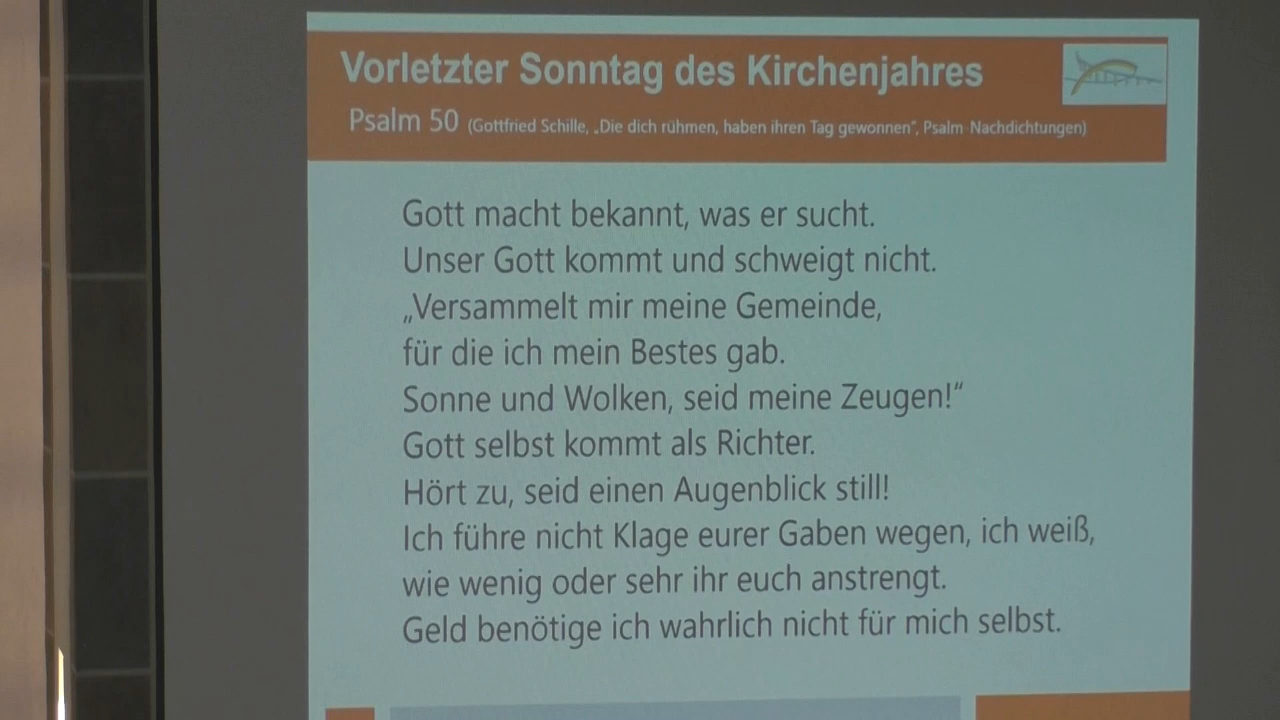 Vorletzter Sonntag des Kirchenjahres
Psalm 50 (Gottfried Schille, „Die dich rühmen, haben ihren Tag gewonnen“, Psalm Nachdichtungen)
Gott macht bekannt, was er sucht.
Unser Gott kommt und schweigt nicht.
„Versammelt mir meine Gemeinde,
für die ich mein Bestes gab.
Sonne und Wolken, seid meine Zeugen!“
Gott selbst kommt als Richter.
Hört zu, seid einen Augenblick still!
Ich führe nicht Klage eurer Gaben wegen, ich weiß,
wie wenig oder sehr ihr euch anstrengt.
Geld benötige ich wahrlich nicht für mich selbst.